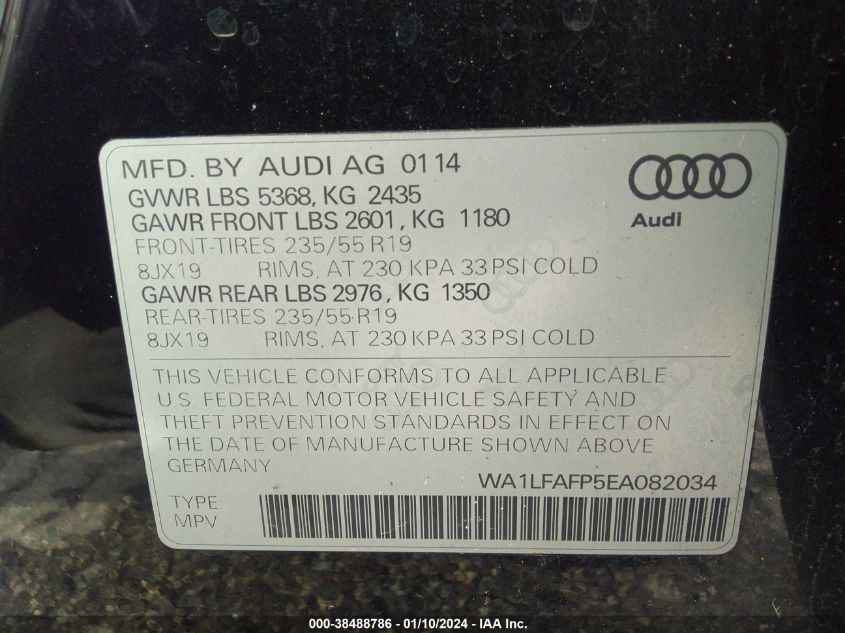 MFD. BY AUDI AG 01 14
GVWR LBS 5368, KG 2435
GAWR FRONT LBS 2601, KG 1180
FRONT-TIRES 235/55 R19
8JX19 RIMS, AT 230 KPA 33 PSI COLD
GAWR REAR LBS 2976, KG 1350
REAR-TIRES 235/55 R19
8JX19 RIMS, AT 230 KPA 33 PSI COLD
Audi
THIS VEHICLE CONFORMS TO ALL APPLICABLE
U.S. FEDERAL MOTOR VEHICLE SAFETY AND
THEFT PREVENTION STANDARDS IN EFFECT ON
THE DATE OF MANUFACTURE SHOWN ABOVE
GERMANY
WA1LFAFP5EA082034
TYPE
MPV
000-38488786 - 01/10/2024 - IAA Inc.